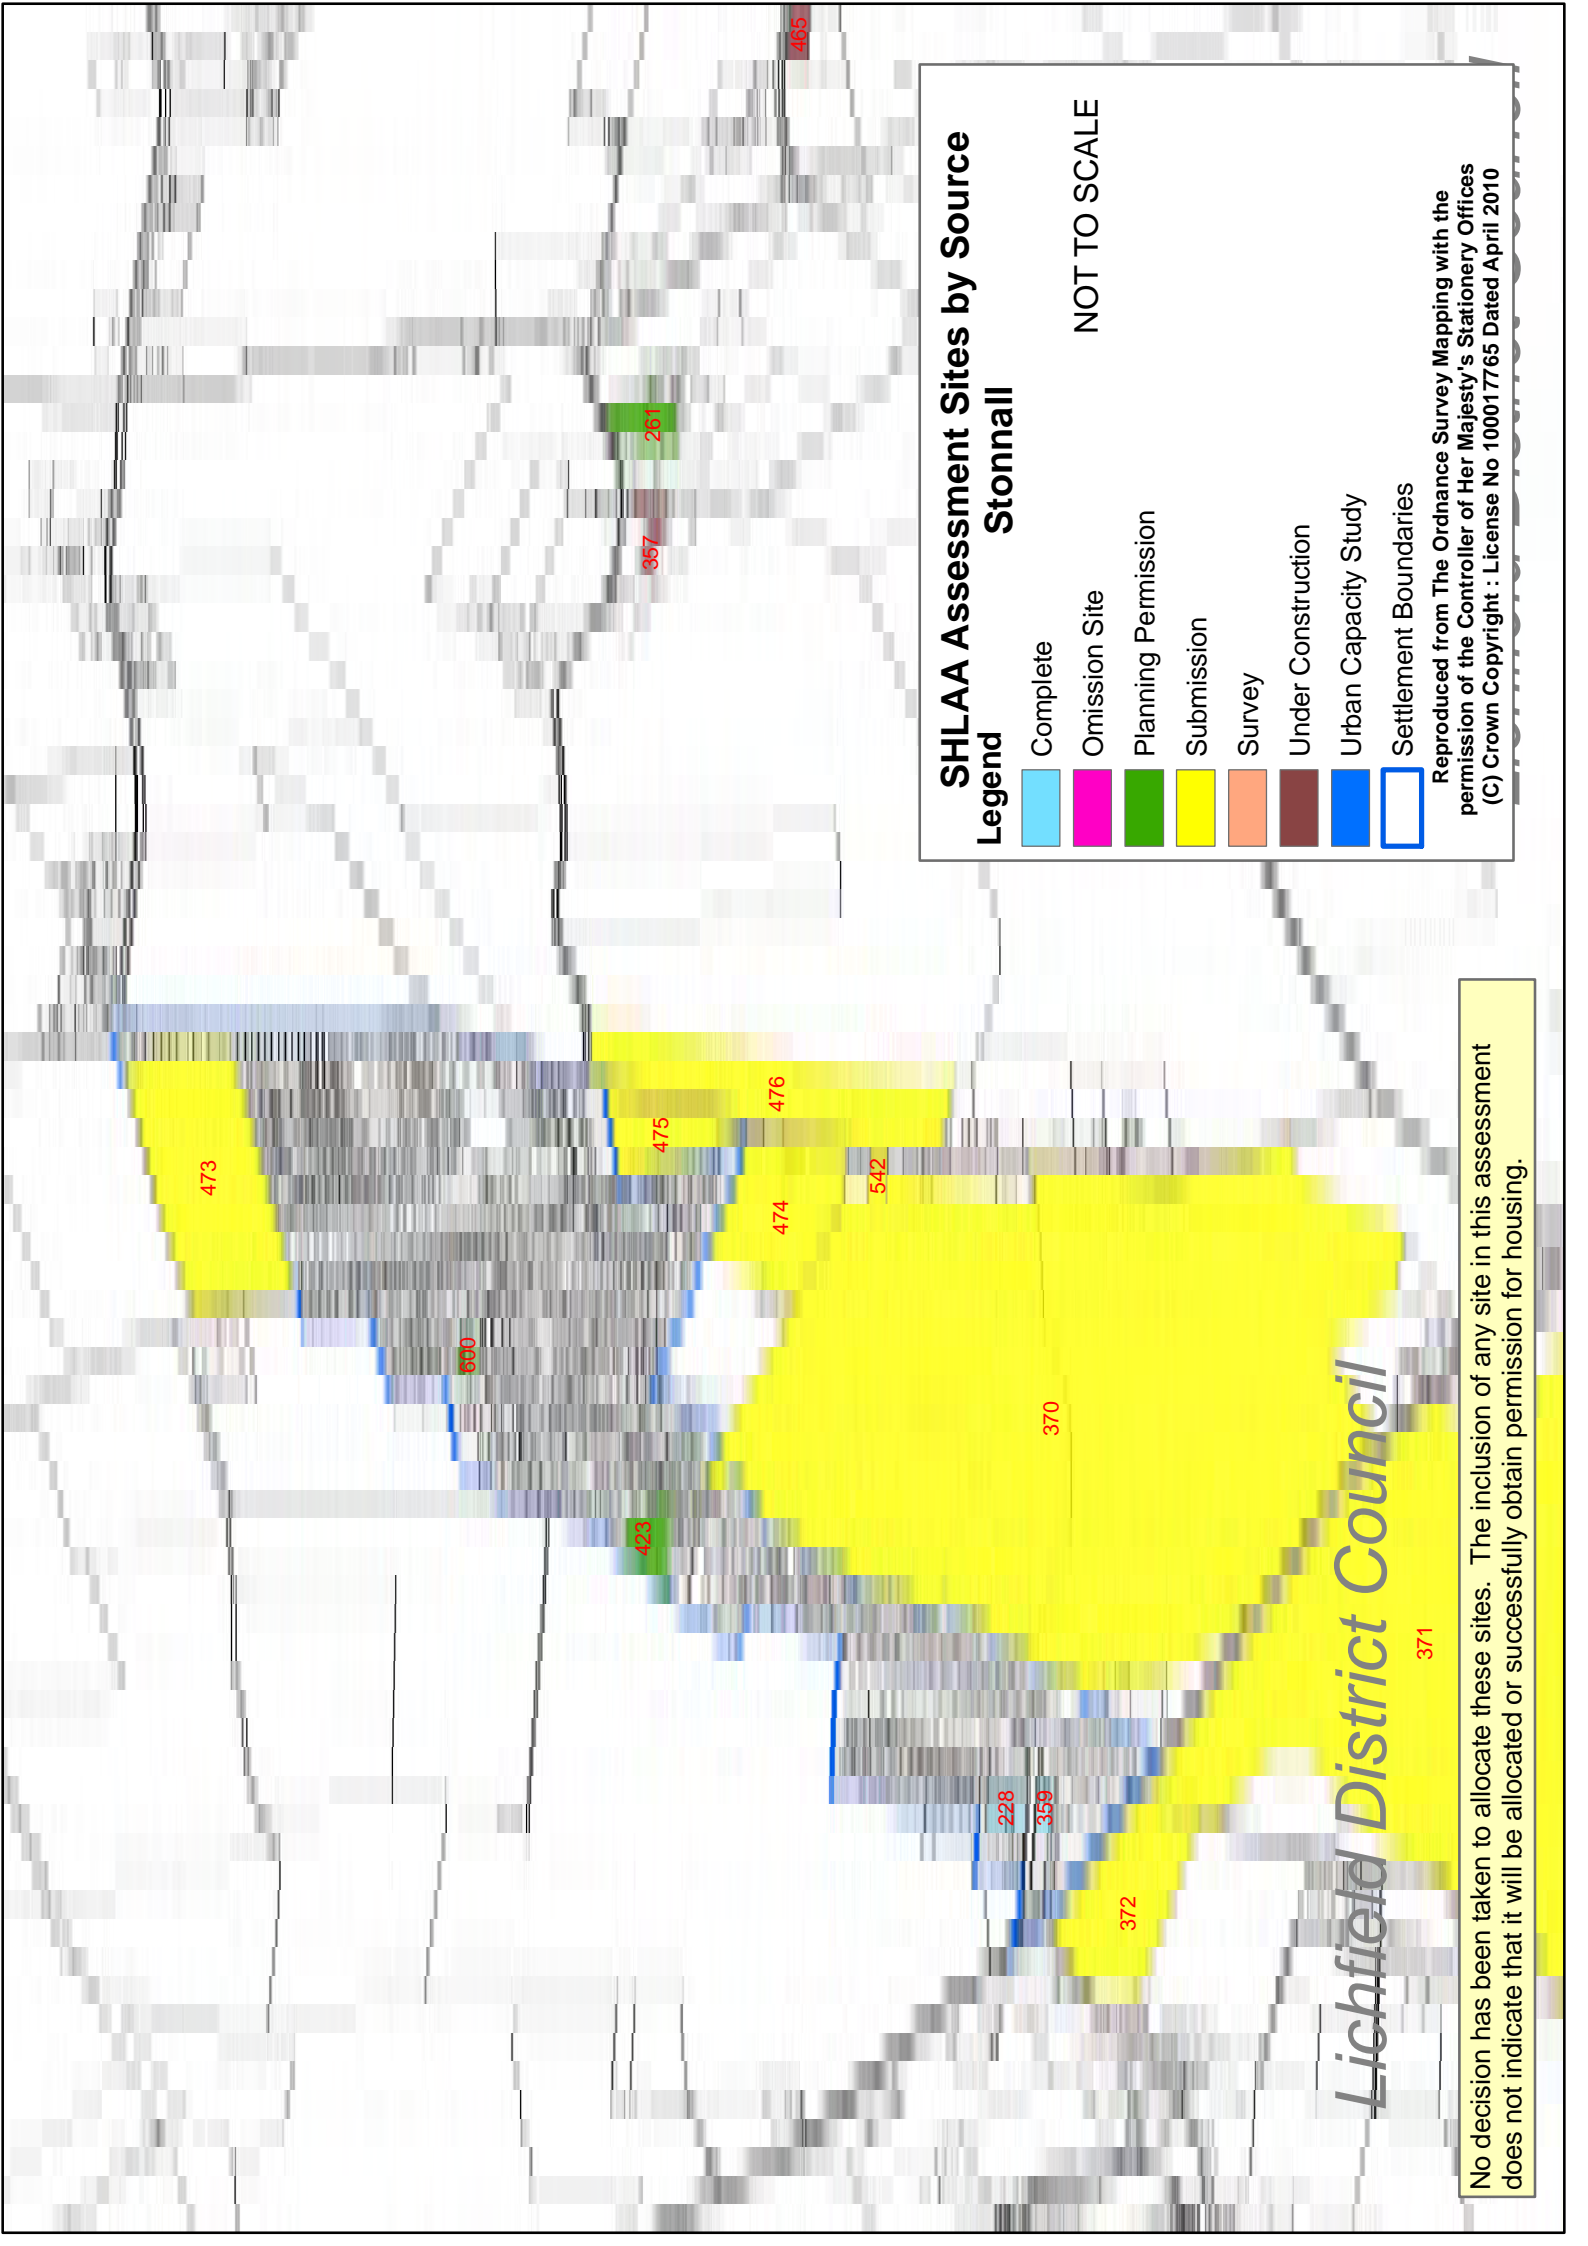 SHLAA Assessment Sites by Source
Stonnall
Legend
NOT TO SCALE
Complete
Omission Site
Planning Permission
Submission
Survey
Under Construction
Urban Capacity Study
Settlement Boundaries
Reproduced from The Ordnance Survey Mapping with the
permission of the Controller of Her Majesty's Stationery Offices
(C) Crown Copyright : License No 100017765 Dated April 2010
473
600
423
475
476
474
542
370
228
359
372
371
357
261
465
Lichfield District Council
No decision has been taken to allocate these sites. The inclusion of any site in this assessment
does not indicate that it will be allocated or successfully obtain permission for housing.